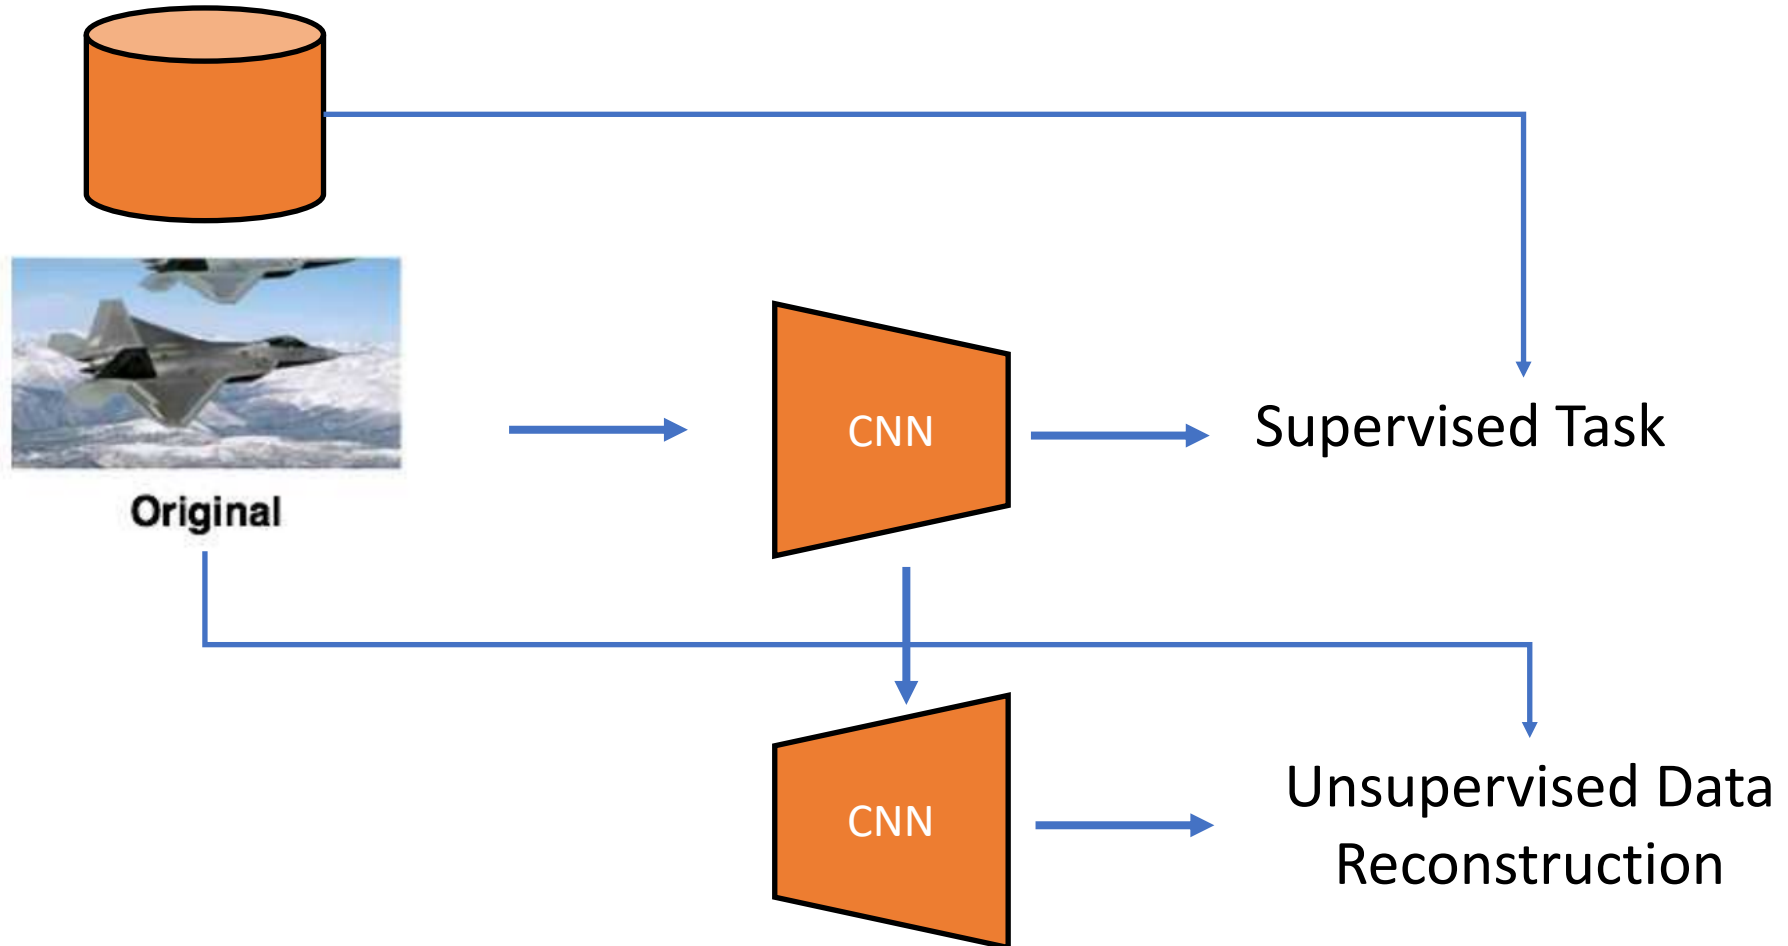 CNN
Supervised Task
Original
CNN
Unsupervised Data
Reconstruction